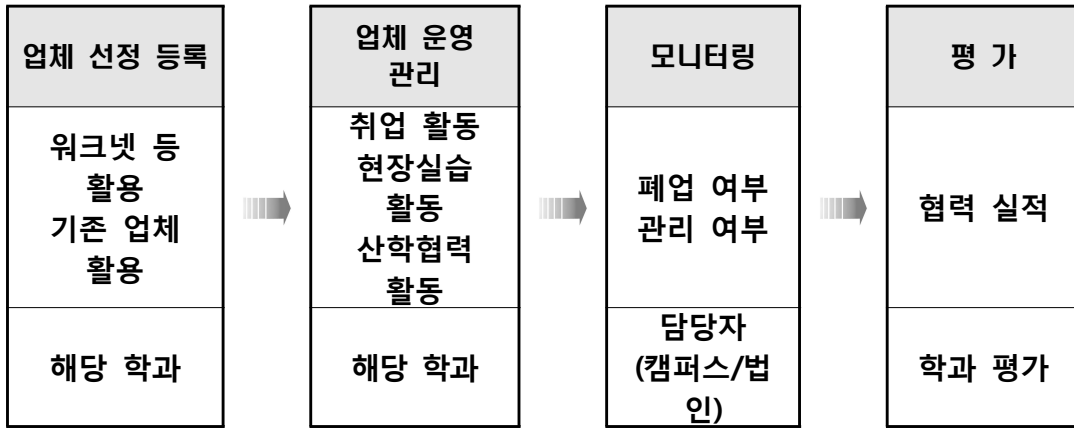 업체 선정 등록
워크넷 등
활용
기존 업체
활용
해당 학과
업체 운영
관리
취업 활동
현장실습
활동
산학협력
활동
해당 학과
모니터링
폐업 여부
관리 여부
담당자
(캠퍼스/법
인)
평 가
협력 실적
학과 평가